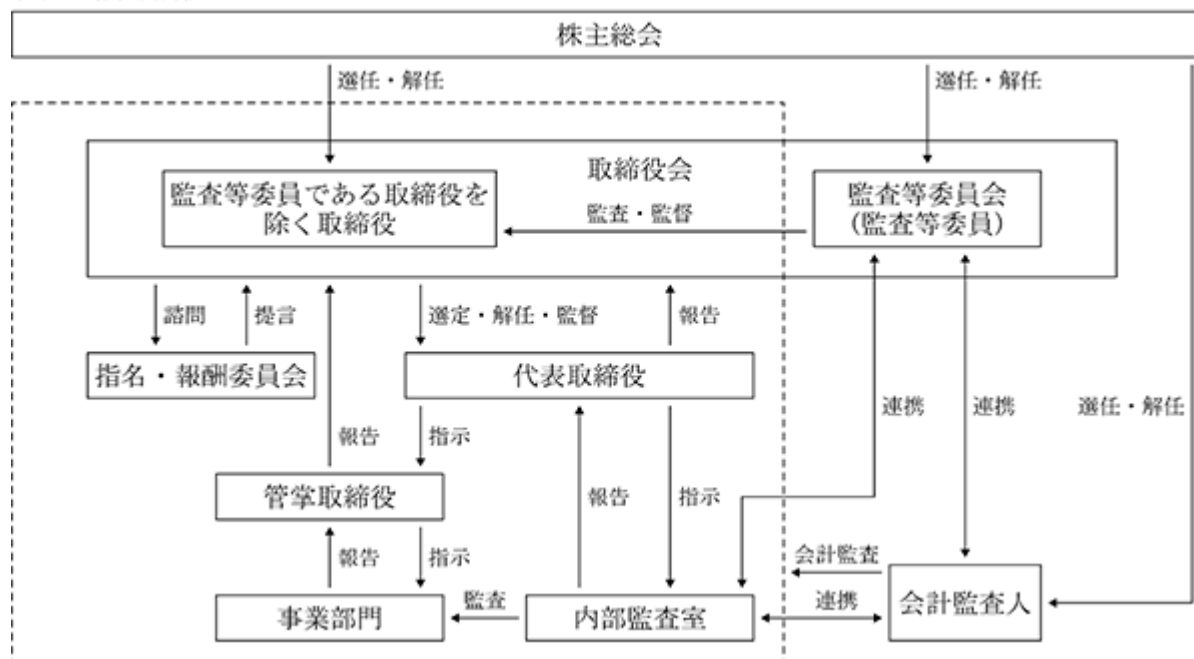 株主総会
選任・解任
選任・解任
取締役会
監査等委員である取締役を
除く取締役
監査・監督
監査等委員会
(監査等委員)
諮問
提言
選定・解任・監督
報告
指名・報酬委員会
代表取締役
連携
連携
選任・解任
報告
指示
管掌取締役
報告
指示
報告
指示
会計監査
事業部門
監査
内部監査室
連携
会計監査人